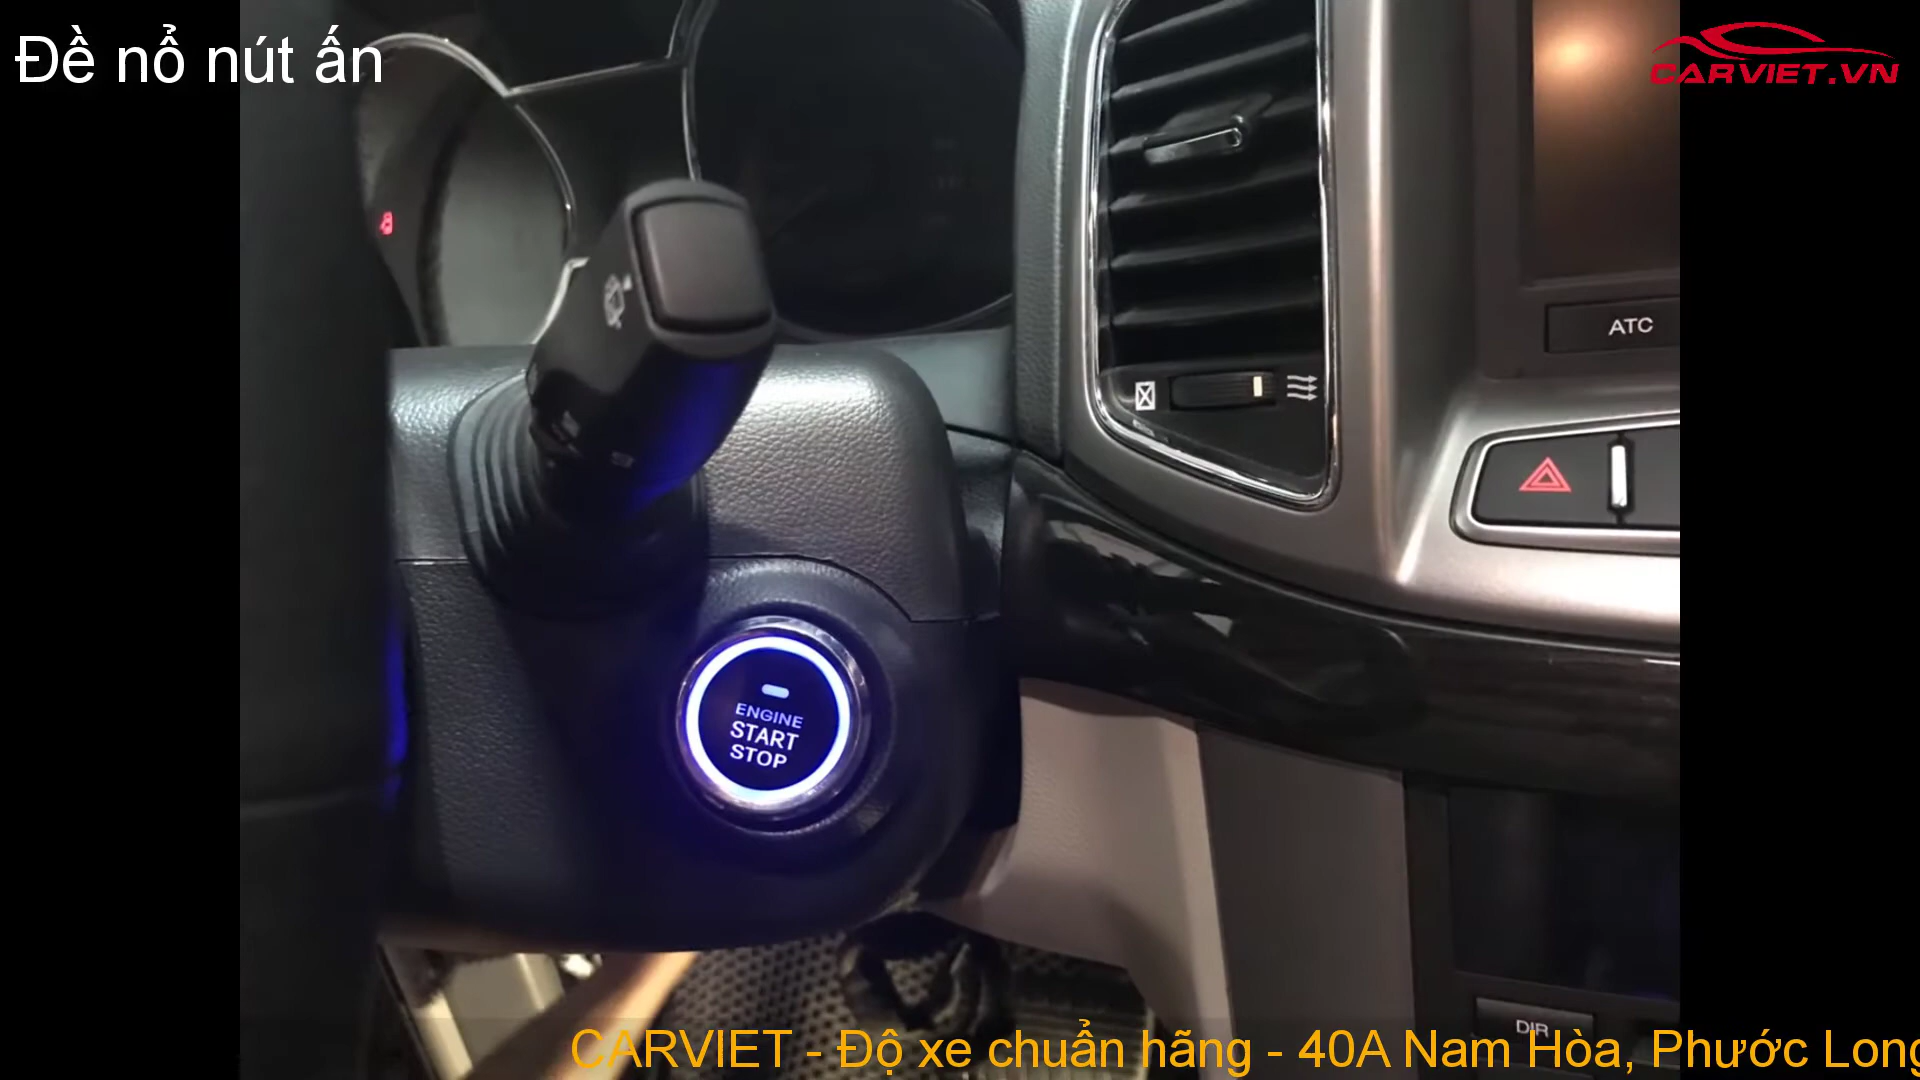 Đề nổ nút ấn
CARVIET.VN
ATC
ENGINE
START
STOP
DIR
CARVIET - Độ xe chuẩn hãng - 40A Nam Hòa, Phước Long